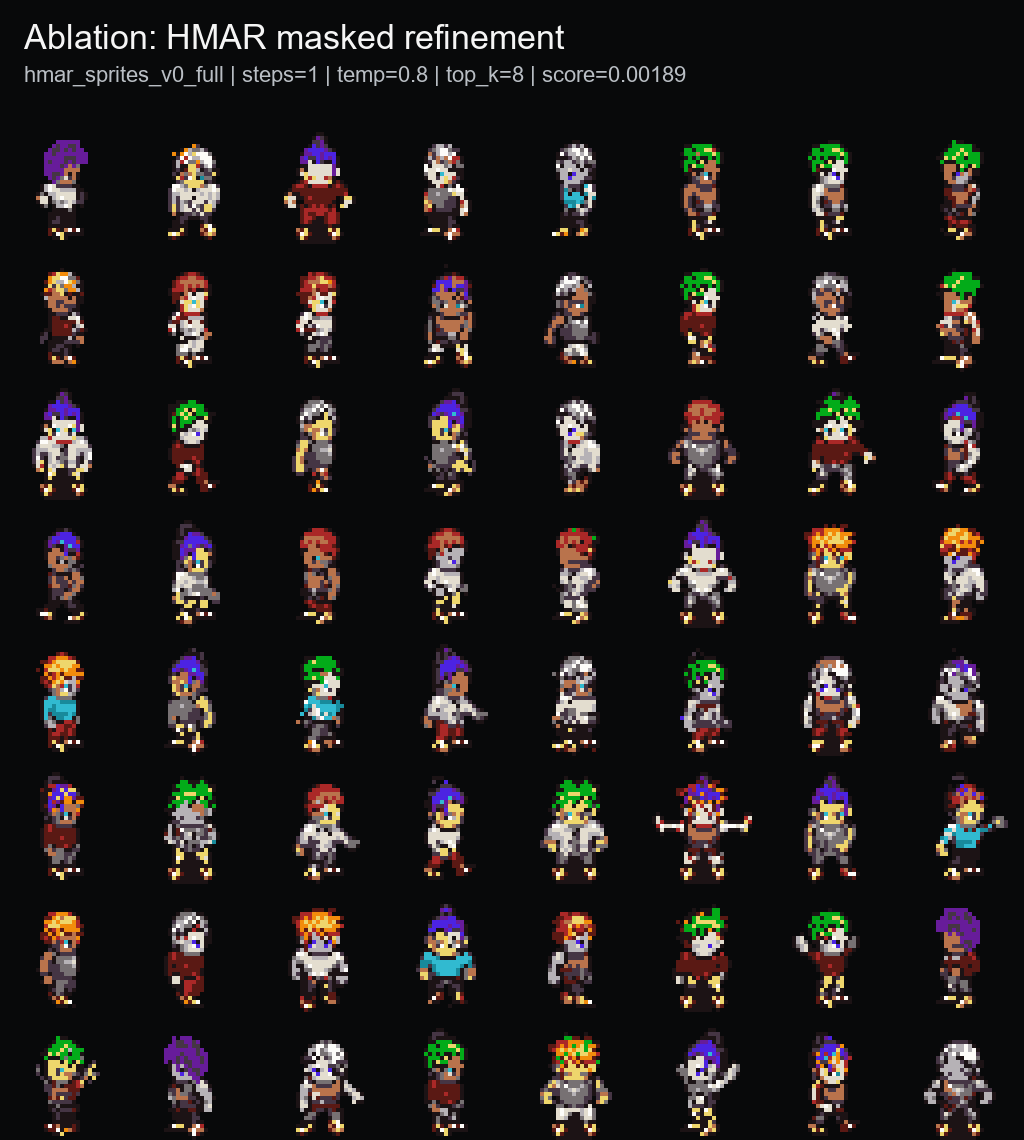 Ablation: HMAR masked refinement
hmar_sprites_v0_full | steps=1 | temp=0.8 | top_k=8 | score=0.00189